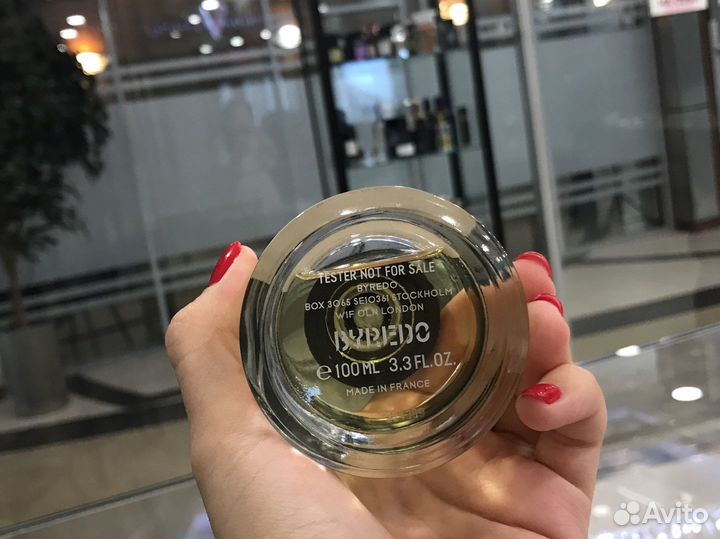 TESTER NOT FOR SALE
BYREDO
BOX 3065 SE10361 STOCKHOLM
W1F OLN LONDON
BYREDO
℮100 ML 3.3 FL.OZ.
MADE IN FRANCE
Avito